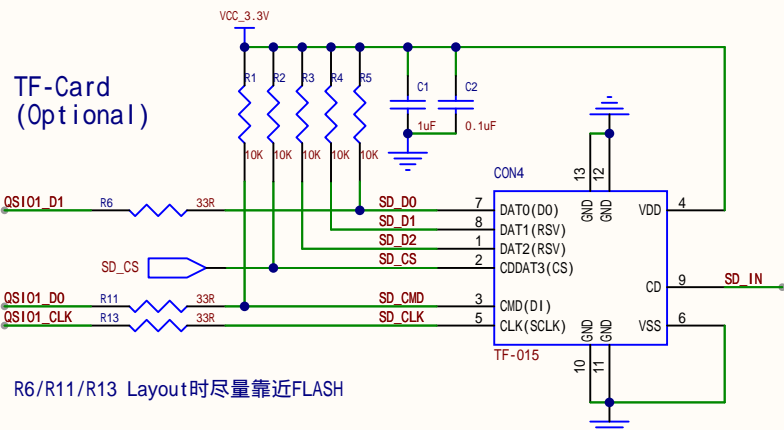 VCC_3.3V
TF-Card
(Optional)
R1
R2
R3
R4
R5
C1
C2
1uF
0.1uF
10K
10K
10K
10K
10K
CON4
13
12
GND
GND
QSIO1_D1
R6
33R
SD_D0
7
DAT0(DO)
VDD
4
SD_D1
8
DAT1(RSV)
SD_D2
1
DAT2(RSV)
SD_CS
SD_CS
2
CDDAT3(CS)
CD
9
SD_IN
QSIO1_D0
R11
33R
SD_CMD
3
CMD(DI)
QSIO1_CLK
R13
33R
SD_CLK
5
CLK(SCLK)
VSS
6
GND
GND
TF-015
10
11
R6/R11/R13 Layout时尽量靠近FLASH